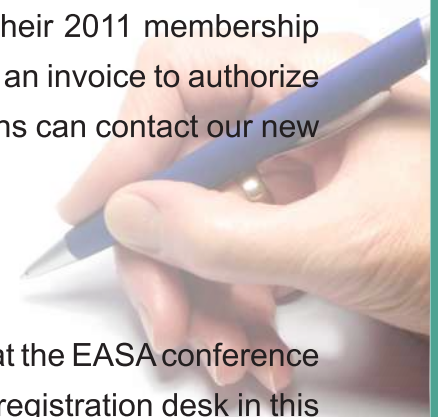 heir 2011 membership
an invoice to authorize
ns can contact our new
at the EASA conference
registration desk in this